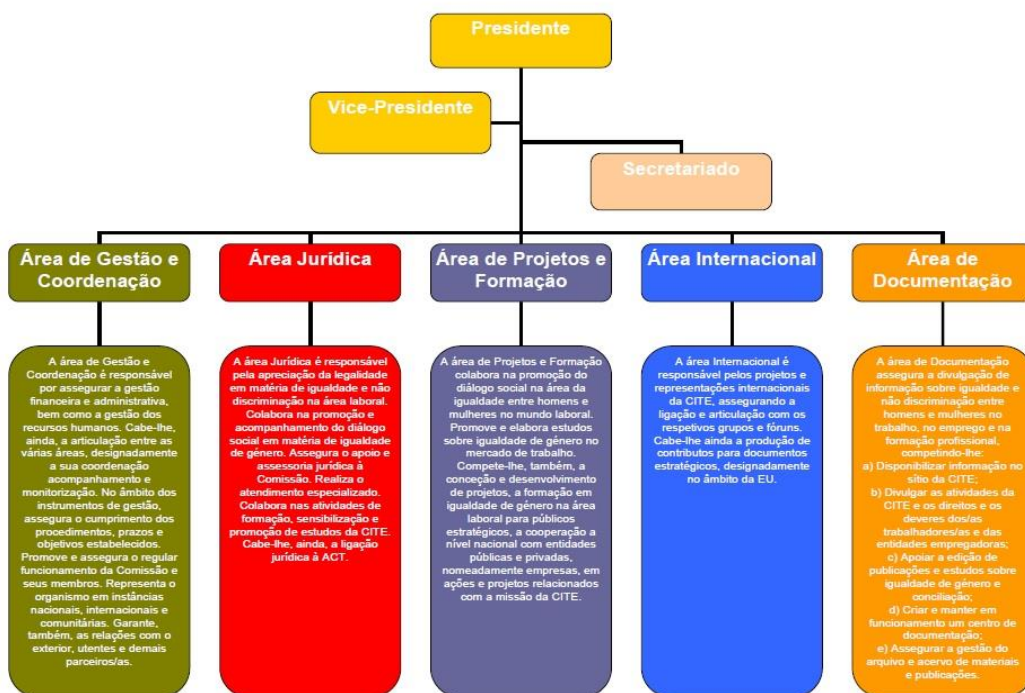 Presidente
Vice-Presidente
Secretariado
Área de Gestão e
Coordenação
Área Jurídica
Área de Projetos e
Formação
Área Internacional
Área de
Documentação
A área de Gestão e
Coordenação é responsável
por assegurar a gestão
financeira e administrativa,
bem como a gestão dos
recursos humanos. Cabe-lhe,
ainda, a articulação entre as
várias áreas, designadamente
a sua coordenação
acompanhamento e
monitorização. No âmbito dos
instrumentos de gestão,
assegura o cumprimento dos
procedimentos, prazos e
objetivos estabelecidos.
Promove e assegura o regular
funcionamento da Comissão e
seus membros. Representa o
organismo em instâncias
nacionais, internacionais e
comunitárias. Garante,
também, as relações com o
exterior, utentes e demais
parceiros/as.
A área Jurídica é responsável
pela apreciação da legalidade
em matéria de igualdade e não
discriminação na área laboral.
Colabora na promoção e
acompanhamento do diálogo
social em matéria de igualdade
de género. Assegura o apoio e
assessoria jurídica à
Comissão. Realiza o
atendimento especializado.
Colabora nas atividades de
formação, sensibilização e
promoção de estudos da CITE.
Cabe-lhe, ainda, a ligação
jurídica à ACT.
A área de Projetos e Formação
colabora na promoção do
diálogo social na área da
igualdade entre homens e
mulheres no mundo laboral.
Promove e elabora estudos
sobre igualdade de género no
mercado de trabalho.
Compete-lhe, também, a
conceção e desenvolvimento
de projetos, a formação em
igualdade de género na área
laboral para públicos
estratégicos, a cooperação a
nível nacional com entidades
públicas e privadas,
nomeadamente empresas, em
ações e projetos relacionados
com a missão da CITE.
A área Internacional é
responsável pelos projetos e
representações internacionais
da CITE, assegurando a
ligação e articulação com os
respetivos grupos e fóruns.
Cabe-lhe ainda a produção de
contributos para documentos
estratégicos, designadamente
no âmbito da EU.
A área de Documentação
assegura a divulgação de
informação sobre igualdade e
não discriminação entre
homens e mulheres no
trabalho, no emprego e na
formação profissional,
competindo-lhe:
a) Disponibilizar informação no
sítio da CITE;
b) Divulgar as atividades da
CITE e os direitos e os
deveres dos/as
trabalhadores/as e das
entidades empregadoras;
c) Apoiar a edição de
publicações e estudos sobre
igualdade de género e
conciliação;
d) Criar e manter em
funcionamento um centro de
documentação;
e) Assegurar a gestão do
arquivo e acervo de materiais
e publicações.